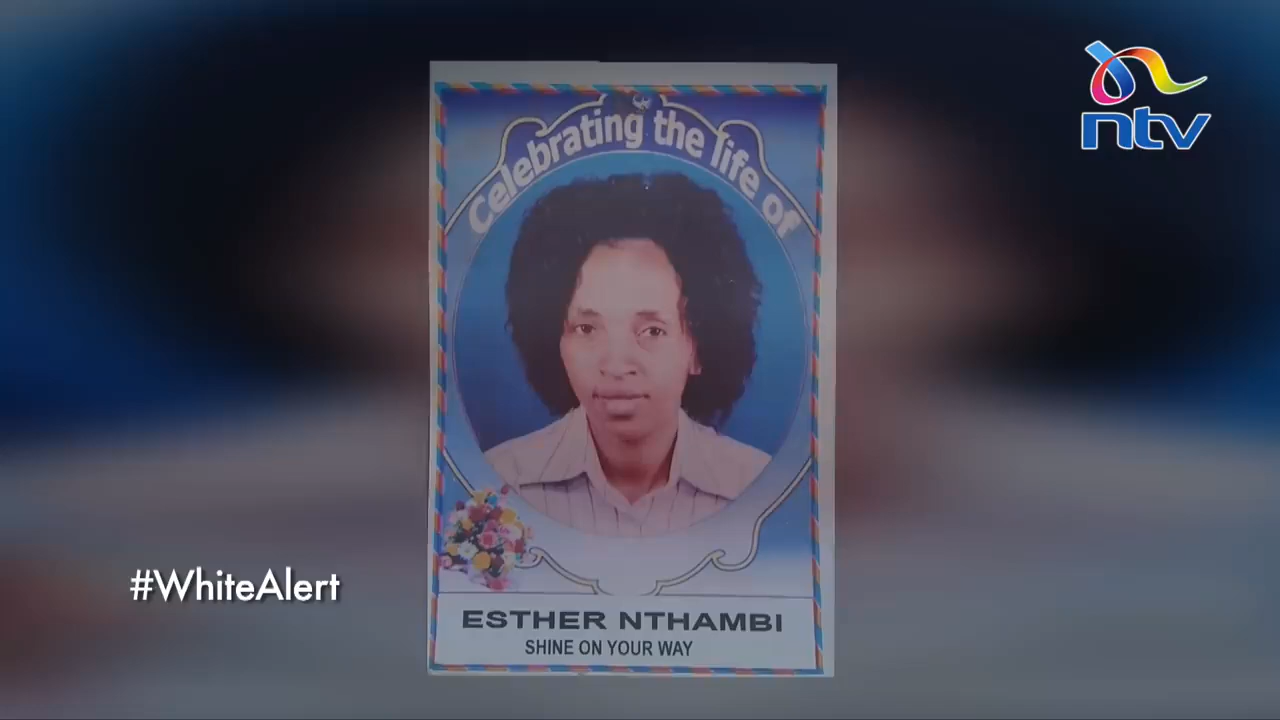 ntv
Celebrating the life of
#WhiteAlert
ESTHER NTHAMBI
SHINE ON YOUR WAY